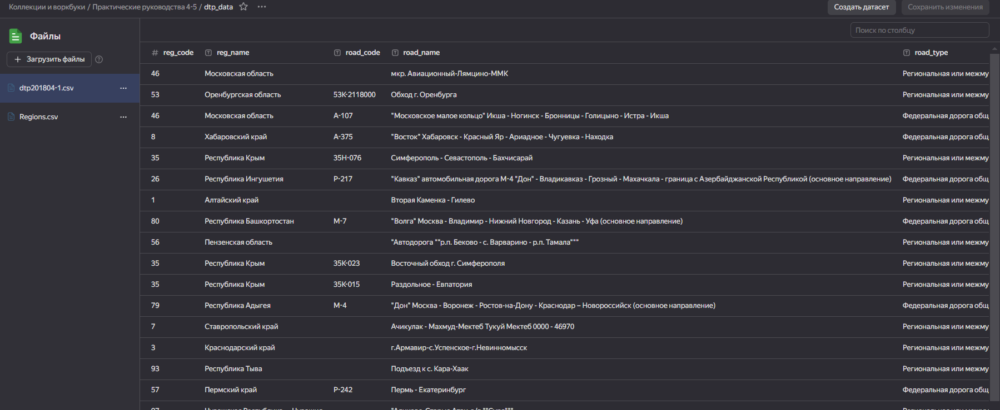 Коллекции и воркбуки / Практические руководства 4-5 / dtp_data
Создать датасет
Сохранить изменения
Файлы
Загрузить файлы
dtp201804-1.csv
Regions.csv
Поиск по столбцу
# reg_code reg_name road_code road_name road_type
46 Московская область мкр. Авиационный-Лямцино-ММК Региональная или межму
53 Оренбургская область 53К-2118000 Обход г. Оренбурга Региональная или межму
46 Московская область А-107 "Московское малое кольцо" Икша - Ногинск - Бронницы - Голицыно - Истра - Икша Федеральная дорога общ
8 Хабаровский край А-375 "Восток" Хабаровск - Красный Яр - Ариадное - Чугуевка - Находка Федеральная дорога общ
35 Республика Крым 35Н-076 Симферополь - Севастополь - Бахчисарай Региональная или межму
26 Республика Ингушетия Р-217 "Кавказ" автомобильная дорога М-4 "Дон" - Владикавказ - Грозный - Махачкала - граница с Азербайджанской Республикой (основное направление) Федеральная дорога общ
1 Алтайский край Вторая Каменка - Гилево Региональная или межму
80 Республика Башкортостан М-7 "Волга" Москва - Владимир - Нижний Новгород - Казань - Уфа (основное направление) Федеральная дорога общ
56 Пензенская область "Автодорога ""р.п. Беково - с. Варварино - р.п. Тамала""" Региональная или межму
35 Республика Крым 35К-023 Восточный обход г. Симферополя Региональная или межму
35 Республика Крым 35К-015 Раздольное - Евпатория Региональная или межму
79 Республика Адыгея М-4 "Дон" Москва - Воронеж - Ростов-на-Дону - Краснодар – Новороссийск (основное направление) Федеральная дорога общ
7 Ставропольский край Ачикулак - Махмуд-Мектеб Тукуй Мектеб 0000 - 46970 Региональная или межму
3 Краснодарский край г.Армавир-с.Успенское-г.Невинномысск Региональная или межму
93 Республика Тыва Подъезд к с. Кара-Хаак Региональная или межму
57 Пермский край Р-242 Пермь - Екатеринбург Федеральная дорога общ